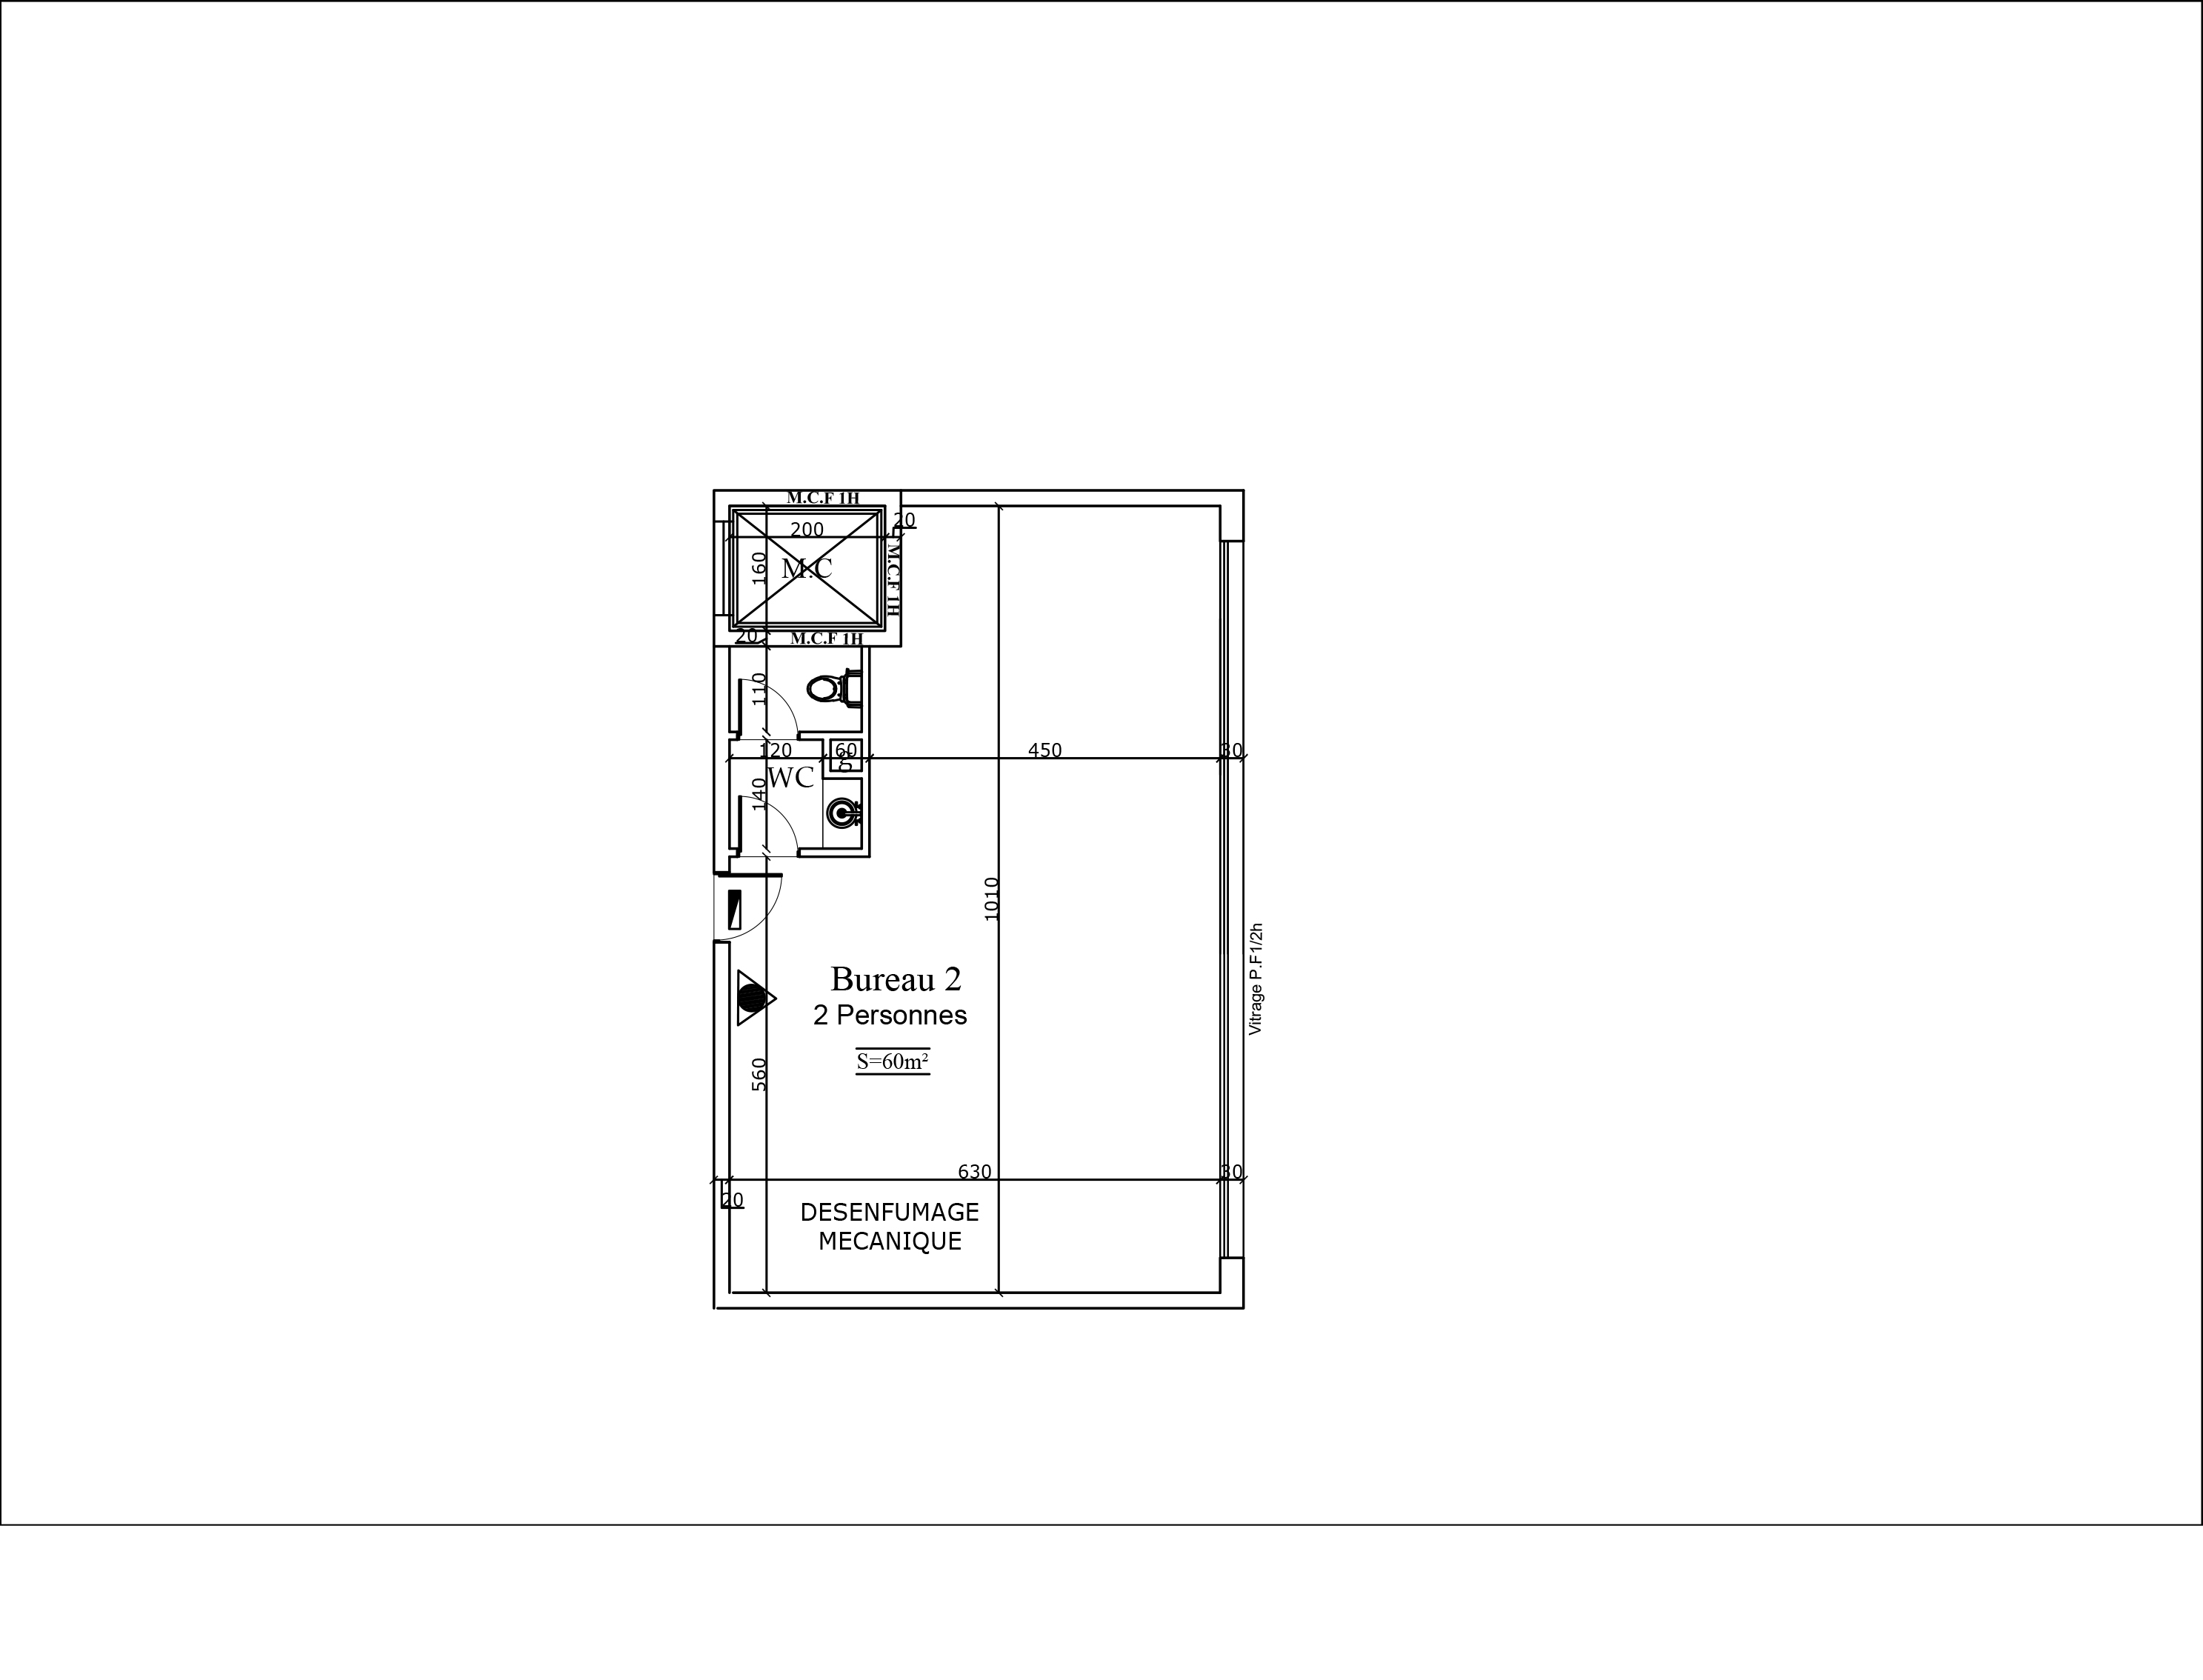 M.C.F 1H
20
200
M.C
160
M.C.F 1H
20
M.C.F 1H
110
120
60
450
30
g
WC
140
1010
Vitrage P.F1/2h
Bureau 2
2 Personnes
S=60m²
560
630
30
20
DESENFUMAGE
MECANIQUE